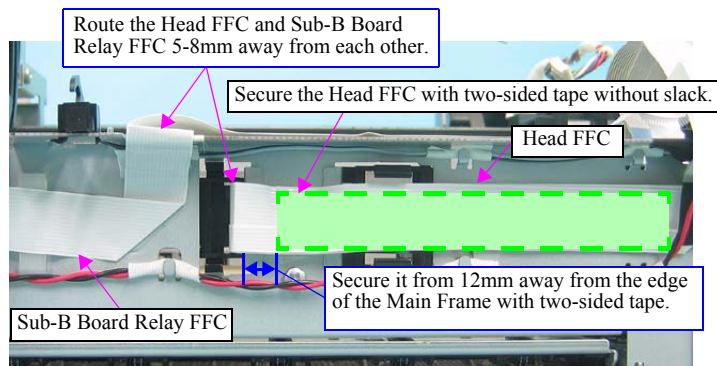 Route the Head FFC and Sub-B Board
Relay FFC 5-8mm away from each other.
Secure the Head FFC with two-sided tape without slack.
Head FFC
Secure it from 12mm away from the edge
of the Main Frame with two-sided tape.
Sub-B Board Relay FFC